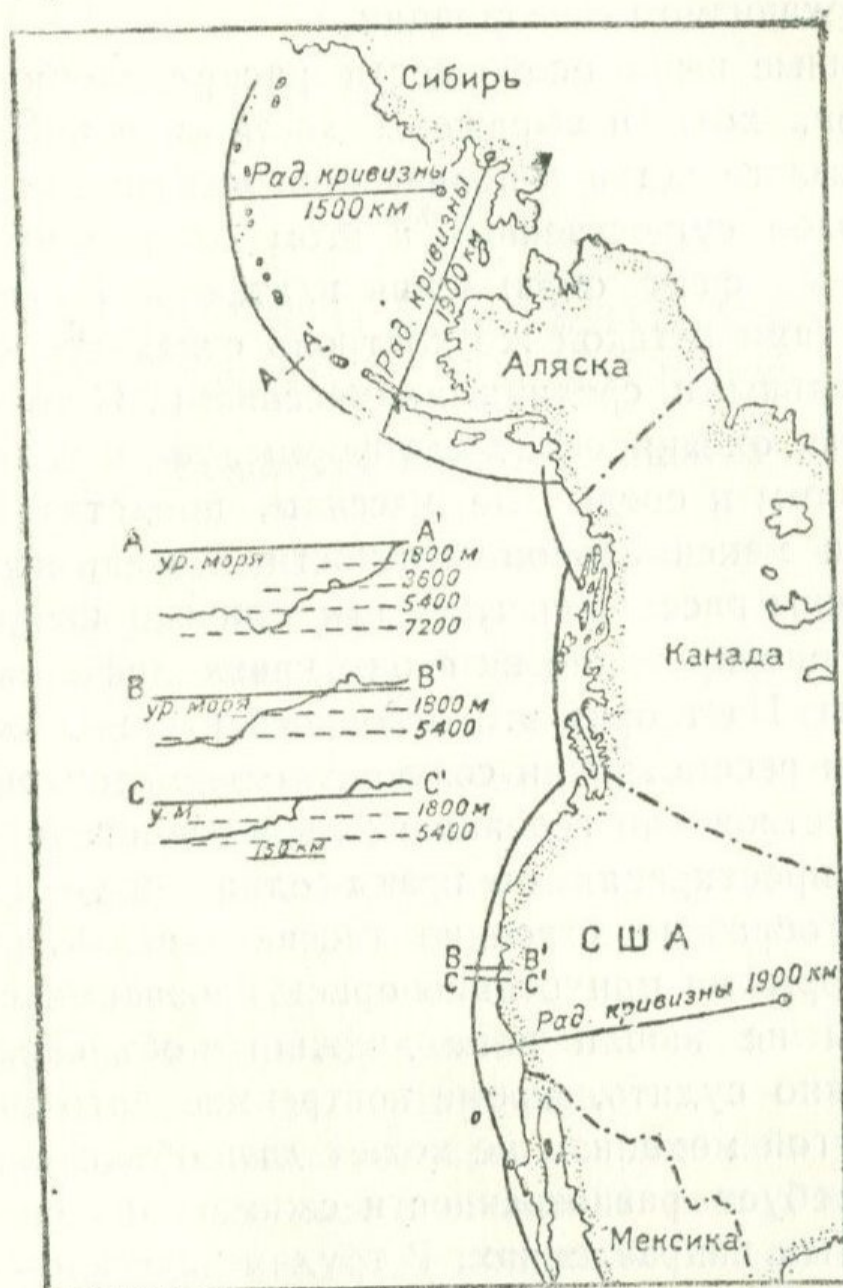 Сибирь
Рад. кривизны
1500 км
Рад. кривизны
1900 км
Аляска
A A'
A A'
ур. моря 1800 м
3600
5400
7200
Канада
B B'
ур. моря 1800 м
5400
C C'
у. м 1800 м
5400
150 км
США
B B'
C C'
Рад. кривизны 1900 км
Мексика